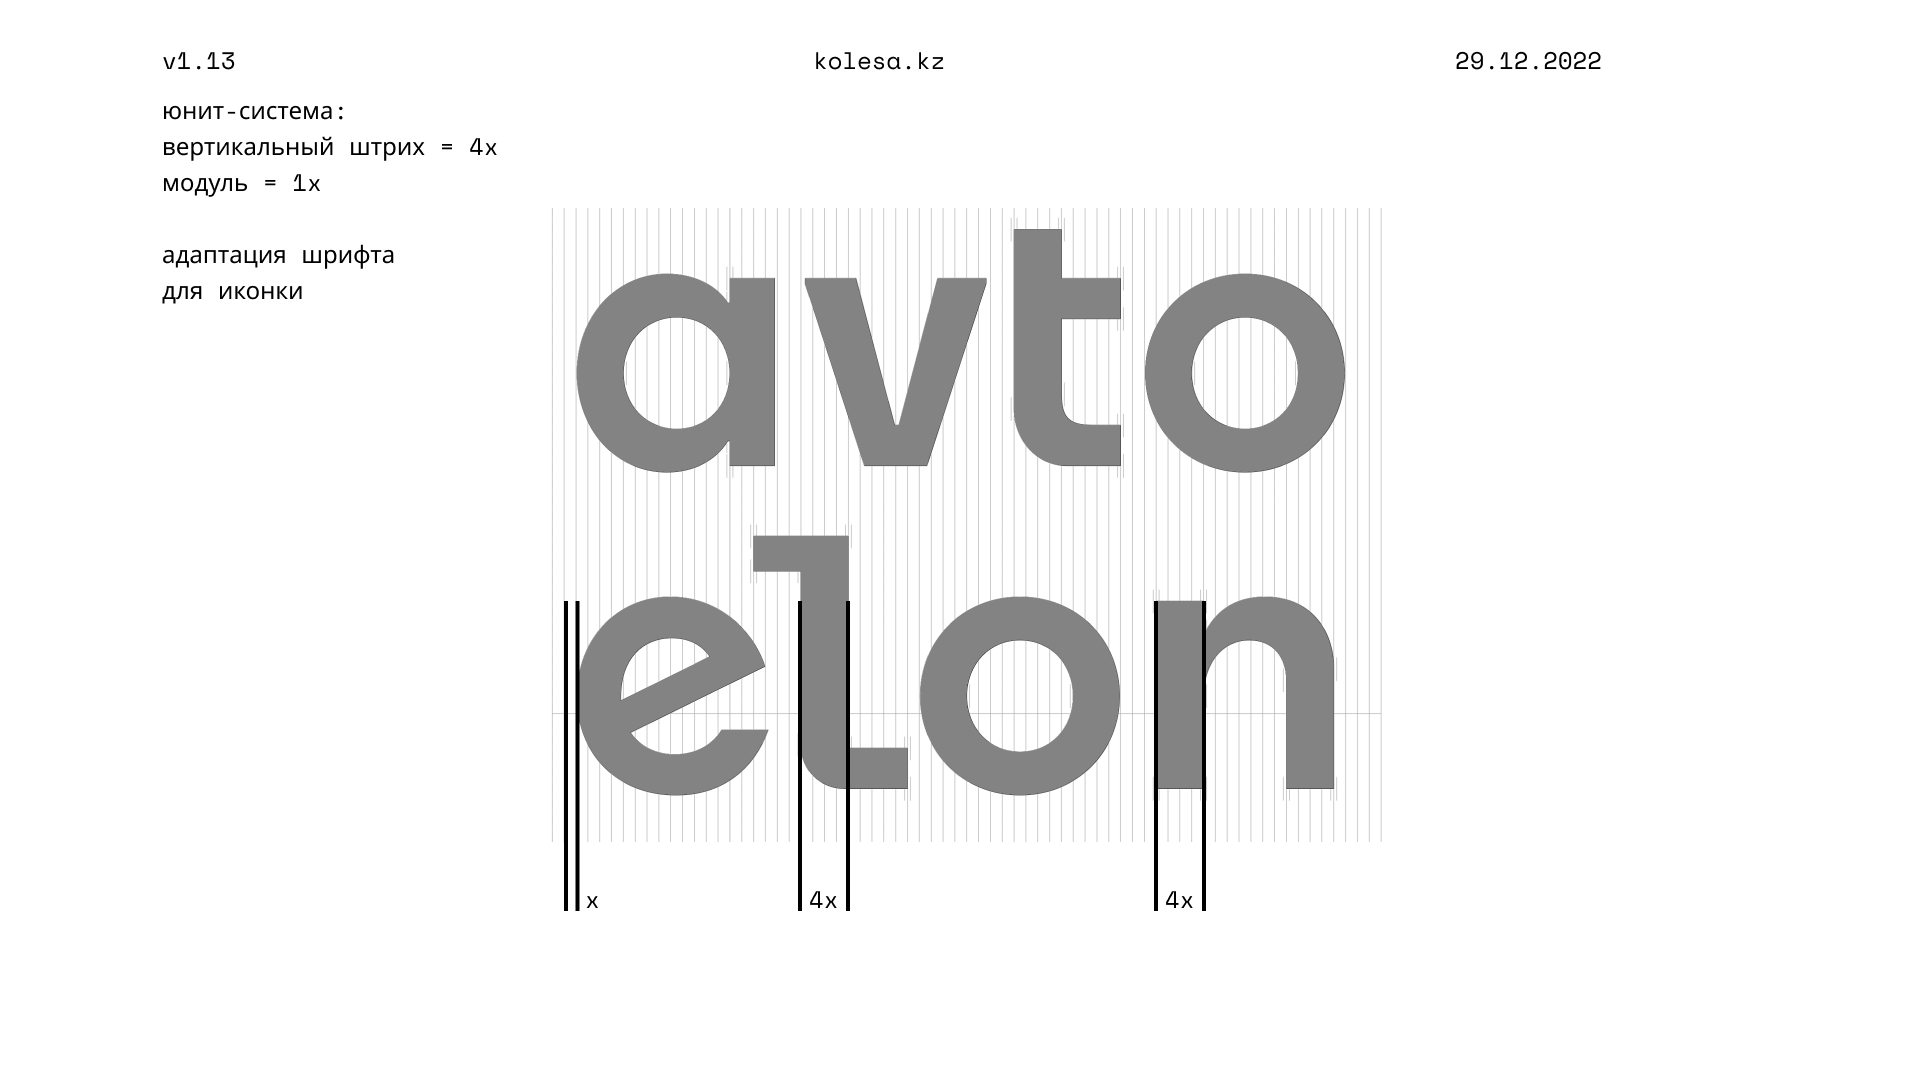 v1.13
kolesa.kz
29.12.2022
юнит-система:
вертикальный штрих = 4x
модуль = 1x
адаптация шрифта
для иконки
avto
elon
x
4x
4x